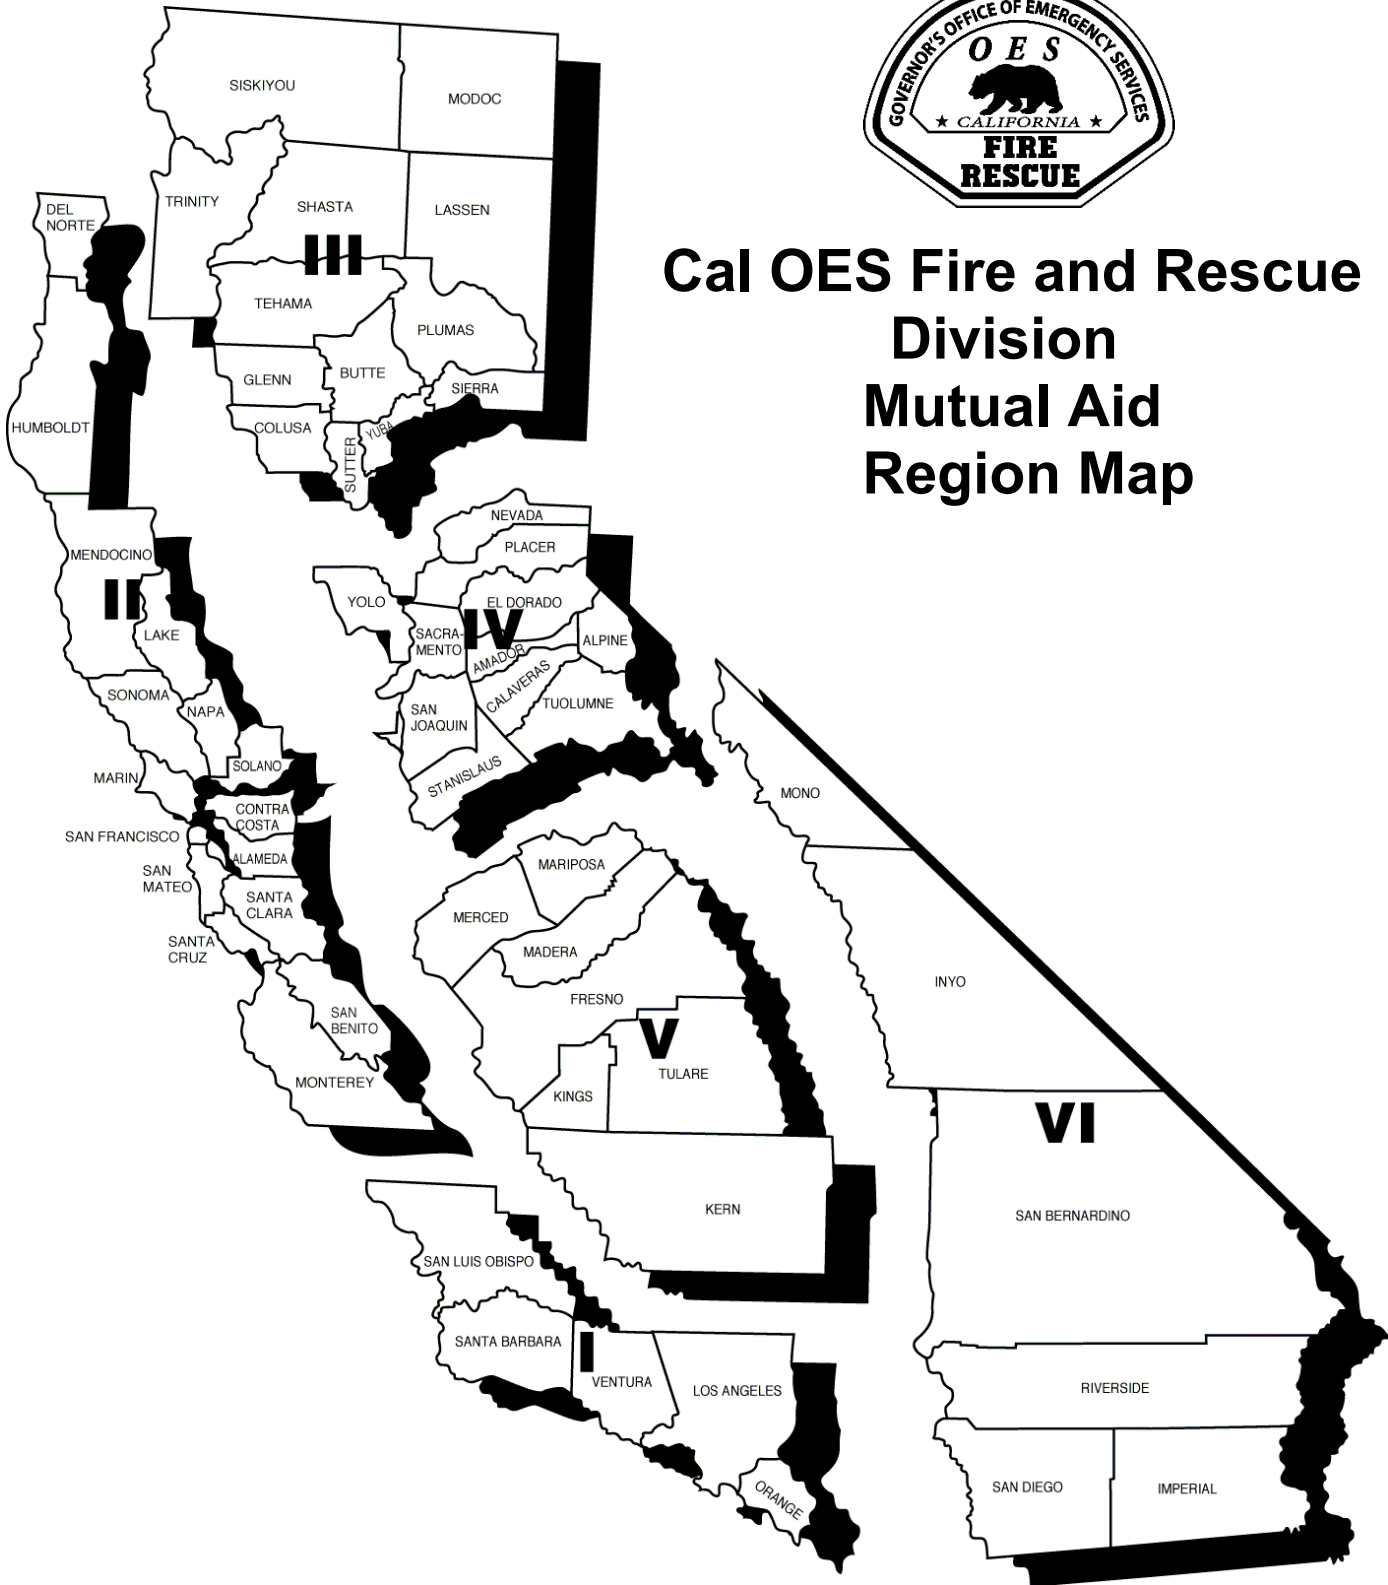 GOVERNOR'S OFFICE OF EMERGENCY SERVICES
OES
★ CALIFORNIA ★
FIRE
RESCUE
Cal OES Fire and Rescue
Division
Mutual Aid
Region Map
SISKIYOU
MODOC
TRINITY
SHASTA
LASSEN
III
TEHAMA
PLUMAS
GLENN
BUTTE
SIERRA
COLUSA
SUTTER
YUBA
DEL
NORTE
HUMBOLDT
MENDOCINO
II
LAKE
SONOMA
NAPA
MARIN
SOLANO
CONTRA
COSTA
SAN FRANCISCO
ALAMEDA
SAN
MATEO
SANTA
CLARA
SANTA
CRUZ
SAN
BENITO
MONTEREY
NEVADA
PLACER
YOLO
EL DORADO
SACRA-
MENTO
IV
ALPINE
AMADOR
CALAVERAS
TUOLUMNE
SAN
JOAQUIN
STANISLAUS
MARIPOSA
MERCED
MADERA
FRESNO
V
TULARE
KINGS
KERN
SAN LUIS OBISPO
SANTA BARBARA
I
VENTURA
LOS ANGELES
ORANGE
MONO
INYO
VI
SAN BERNARDINO
RIVERSIDE
SAN DIEGO
IMPERIAL